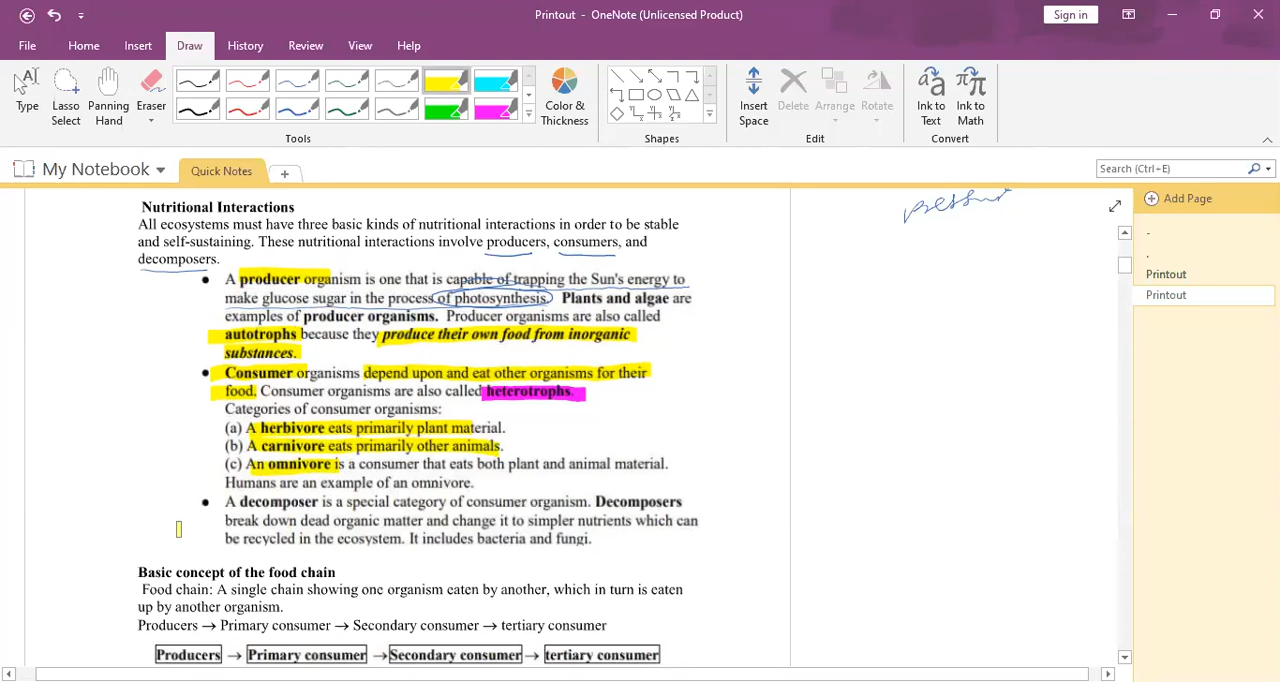 Printout - OneNote (Unlicensed Product)
Sign in
File Home Insert Draw History Review View Help
Type
Lasso Select
Panning Hand
Eraser
Color & Thickness
Insert Space
Delete
Arrange
Rotate
Ink to Text
Ink to Math
Tools
Shapes
Edit
Convert
My Notebook
Quick Notes
Search (Ctrl+E)
Add Page
-
.
Printout
Printout
Nutritional Interactions
All ecosystems must have three basic kinds of nutritional interactions in order to be stable
and self-sustaining. These nutritional interactions involve producers, consumers, and
decomposers.
● A producer organism is one that is capable of trapping the Sun's energy to
make glucose sugar in the process of photosynthesis. Plants and algae are
examples of producer organisms. Producer organisms are also called
autotrophs because they produce their own food from inorganic
substances.
● Consumer organisms depend upon and eat other organisms for their
food. Consumer organisms are also called heterotrophs.
Categories of consumer organisms:
(a) A herbivore eats primarily plant material.
(b) A carnivore eats primarily other animals.
(c) An omnivore is a consumer that eats both plant and animal material.
Humans are an example of an omnivore.
● A decomposer is a special category of consumer organism. Decomposers
break down dead organic matter and change it to simpler nutrients which can
be recycled in the ecosystem. It includes bacteria and fungi.
Basic concept of the food chain
Food chain: A single chain showing one organism eaten by another, which in turn is eaten
up by another organism.
Producers → Primary consumer → Secondary consumer → tertiary consumer
Producers → Primary consumer → Secondary consumer → tertiary consumer